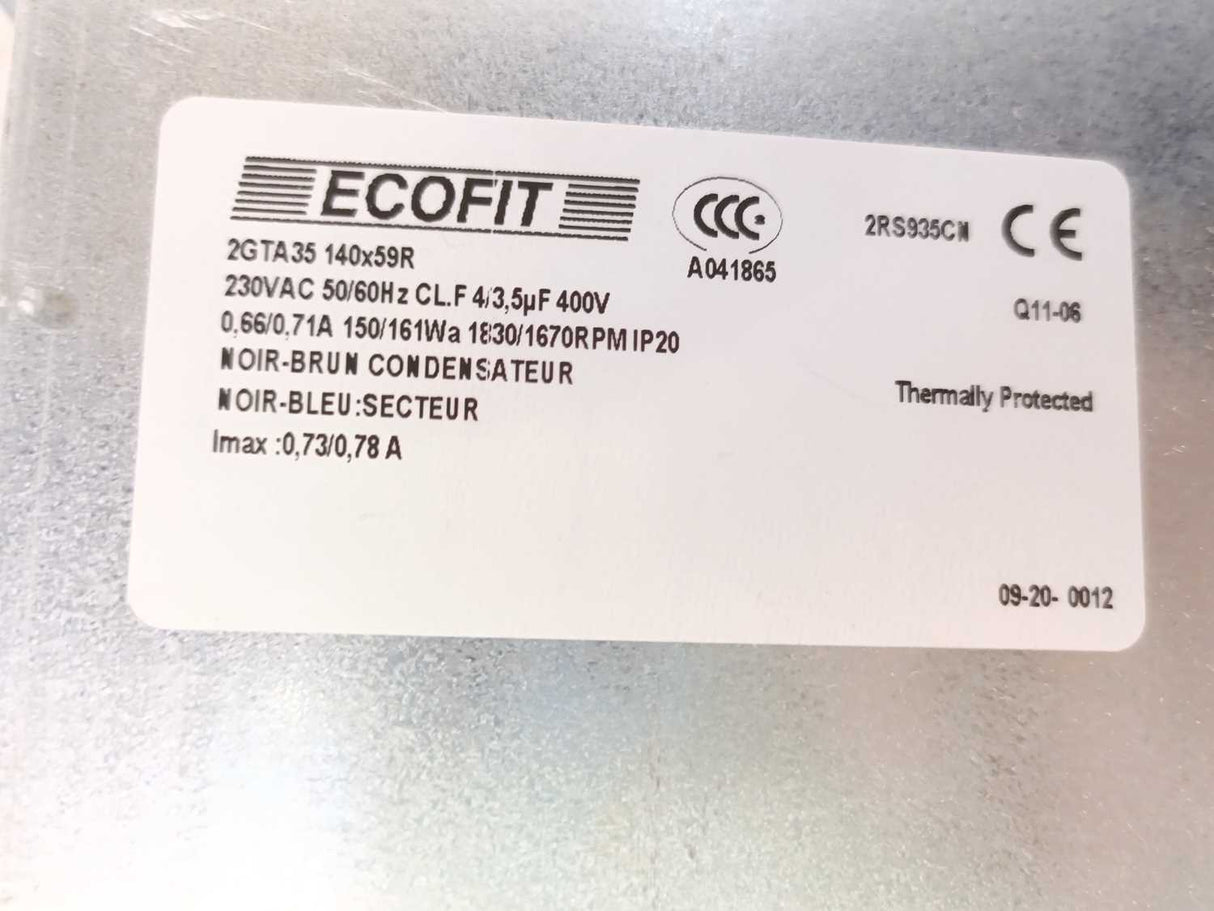 ECOFIT
CCC
A041865
2RS935CN
CE
2GTA35 140x59R
230VAC 50/60Hz CL.F 4/3,5µF 400V
Q11-06
0,66/0,71A 150/161Wa 1830/1670RPM IP20
NOIR-BRUN CONDENSATEUR
Thermally Protected
NOIR-BLEU:SECTEUR
Imax :0,73/0,78 A
09-20- 0012